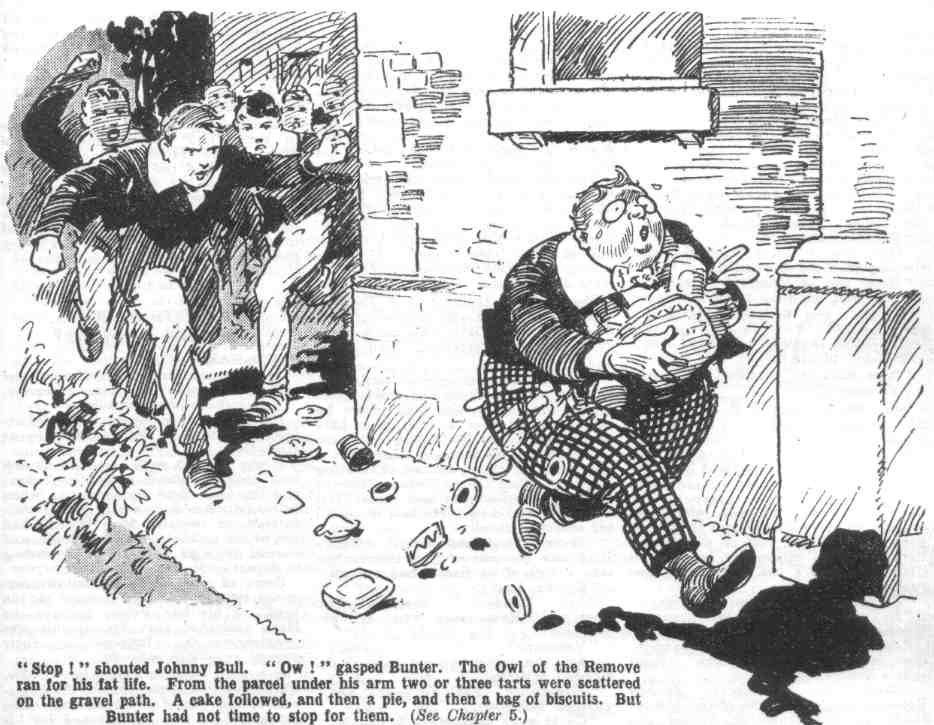 "Stop!" shouted Johnny Bull. "Ow!" gasped Bunter. The Owl of the Remove
ran for his fat life. From the parcel under his arm two or three tarts were scattered
on the gravel path. A cake followed, and then a pie, and then a bag of biscuits. But
Bunter had not time to stop for them. (See Chapter 5.)